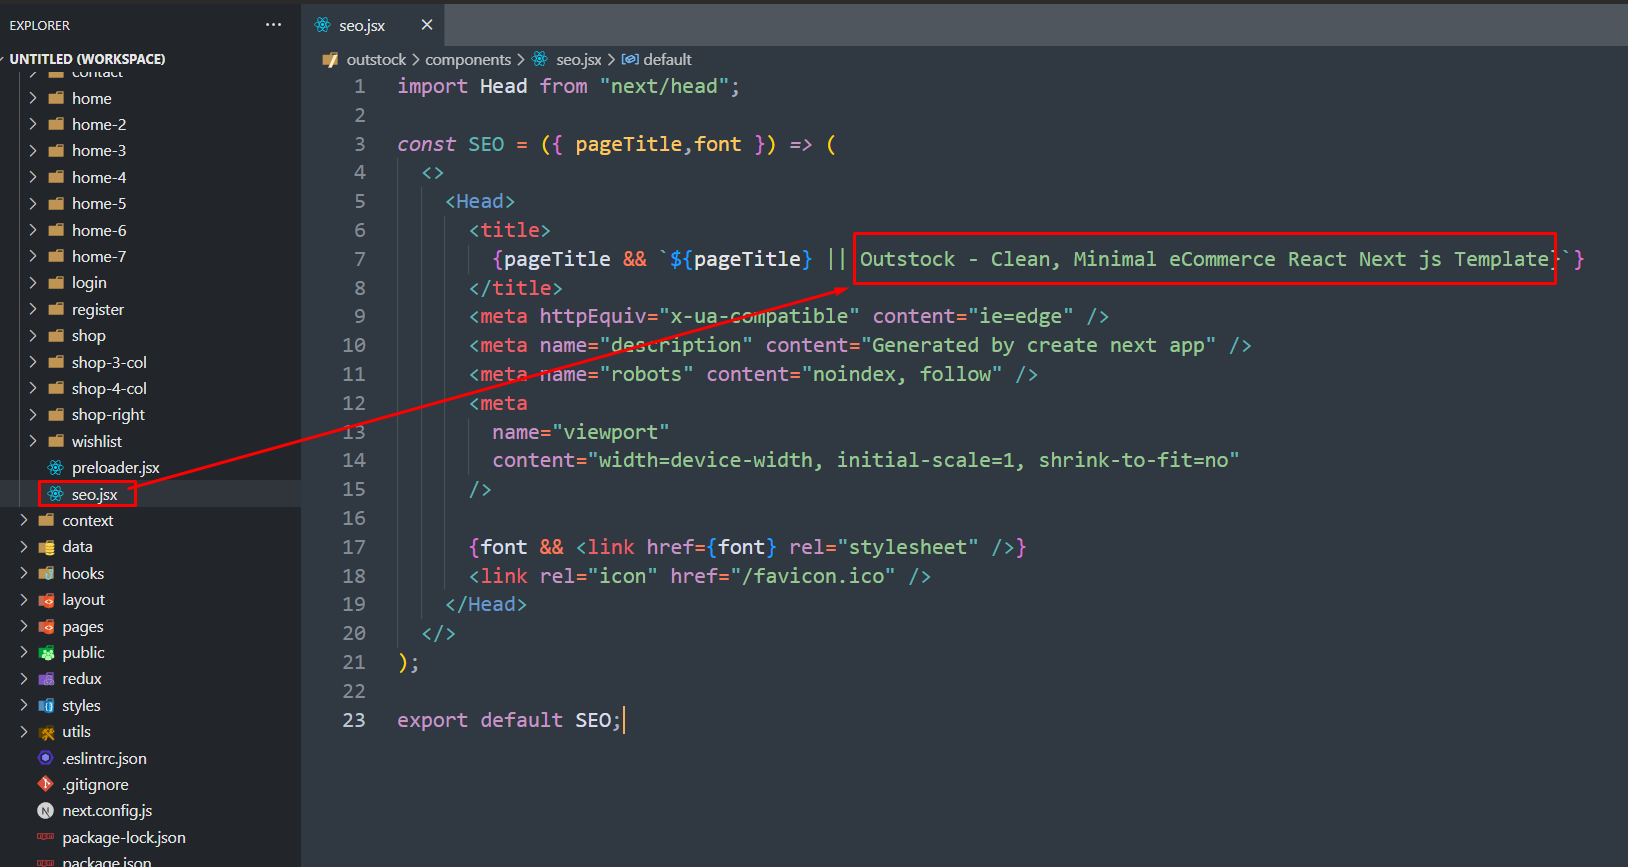 EXPLORER
···
UNTITLED (WORKSPACE)
contact
home
home-2
home-3
home-4
home-5
home-6
home-7
login
register
shop
shop-3-col
shop-4-col
shop-right
wishlist
preloader.jsx
seo.jsx
context
data
hooks
layout
pages
public
redux
styles
utils
.eslintrc.json
.gitignore
next.config.js
package-lock.json
package.json
seo.jsx
outstock > components > seo.jsx > default
1 import Head from "next/head";
2
3 const SEO = ({ pageTitle,font }) => (
4 <>
5 <Head>
6 <title>
7 {pageTitle && `${pageTitle} || Outstock - Clean, Minimal eCommerce React Next js Template}`}
8 </title>
9 <meta httpEquiv="x-ua-compatible" content="ie=edge" />
10 <meta name="description" content="Generated by create next app" />
11 <meta name="robots" content="noindex, follow" />
12 <meta
13 name="viewport"
14 content="width=device-width, initial-scale=1, shrink-to-fit=no"
15 />
16
17 {font && <link href={font} rel="stylesheet" />}
18 <link rel="icon" href="/favicon.ico" />
19 </Head>
20 </>
21 );
22
23 export default SEO;